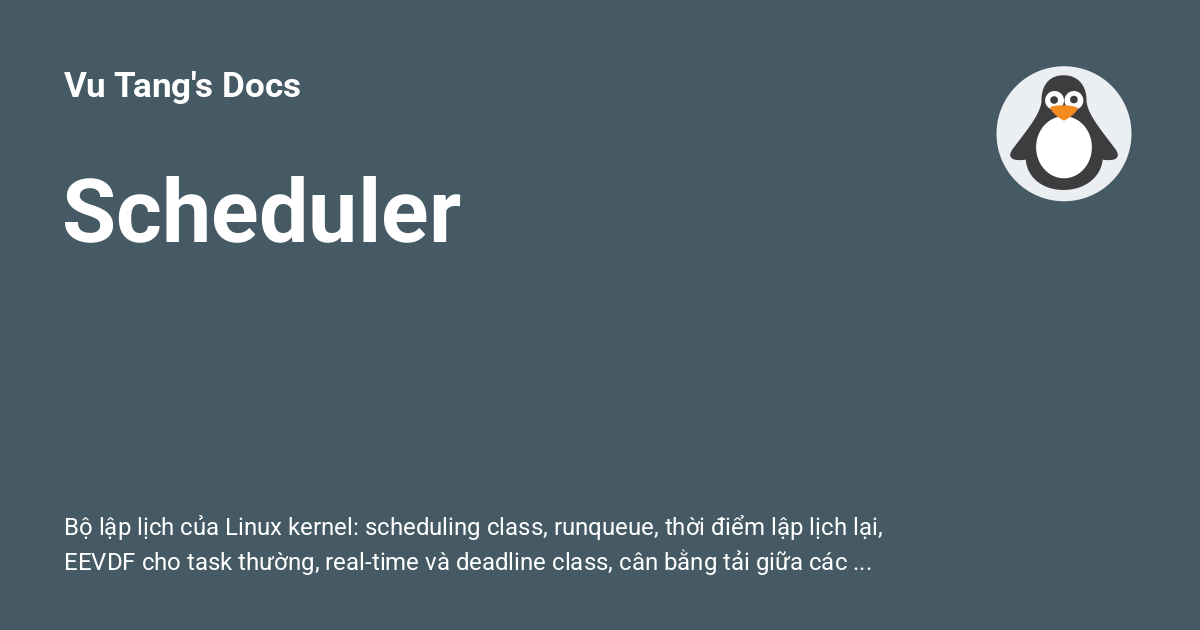 Vu Tang's Docs
Scheduler
Bộ lập lịch của Linux kernel: scheduling class, runqueue, thời điểm lập lịch lại,
EEVDF cho task thường, real-time và deadline class, cân bằng tải giữa các ...